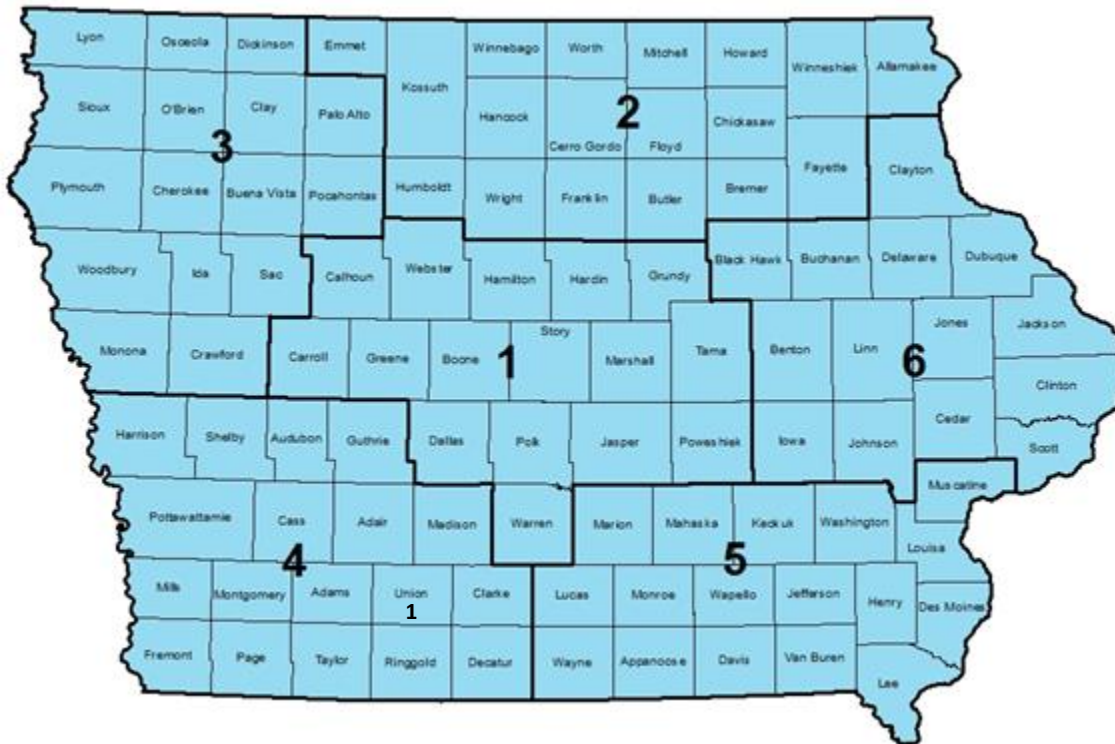 Lyon Osceola Dickinson Emmet Winnebago Worth Mitchell Howard Winneshiek Allamakee
Kossuth
Sioux O'Brien Clay Palo Alto Hancock Cerro Gordo Floyd Chickasaw
2
3
Plymouth Cherokee Buena Vista Pocahontas Humboldt Wright Franklin Butler Bremer Fayette Clayton
Woodbury Ida Sac Calhoun Webster Hamilton Hardin Grundy Black Hawk Buchanan Delaware Dubuque
Monona Crawford Carroll Greene Boone Story Marshall Tama Benton Linn Jones Jackson
1
6
Clinton
Harrison Shelby Audubon Guthrie Dallas Polk Jasper Poweshiek Iowa Johnson Cedar Scott
Muscatine
Pottawattamie Cass Adair Madison Warren Marion Mahaska Keokuk Washington Louisa
4
5
Mills Montgomery Adams Union Clarke Lucas Monroe Wapello Jefferson Henry Des Moines
1
Fremont Page Taylor Ringgold Decatur Wayne Appanoose Davis Van Buren Lee